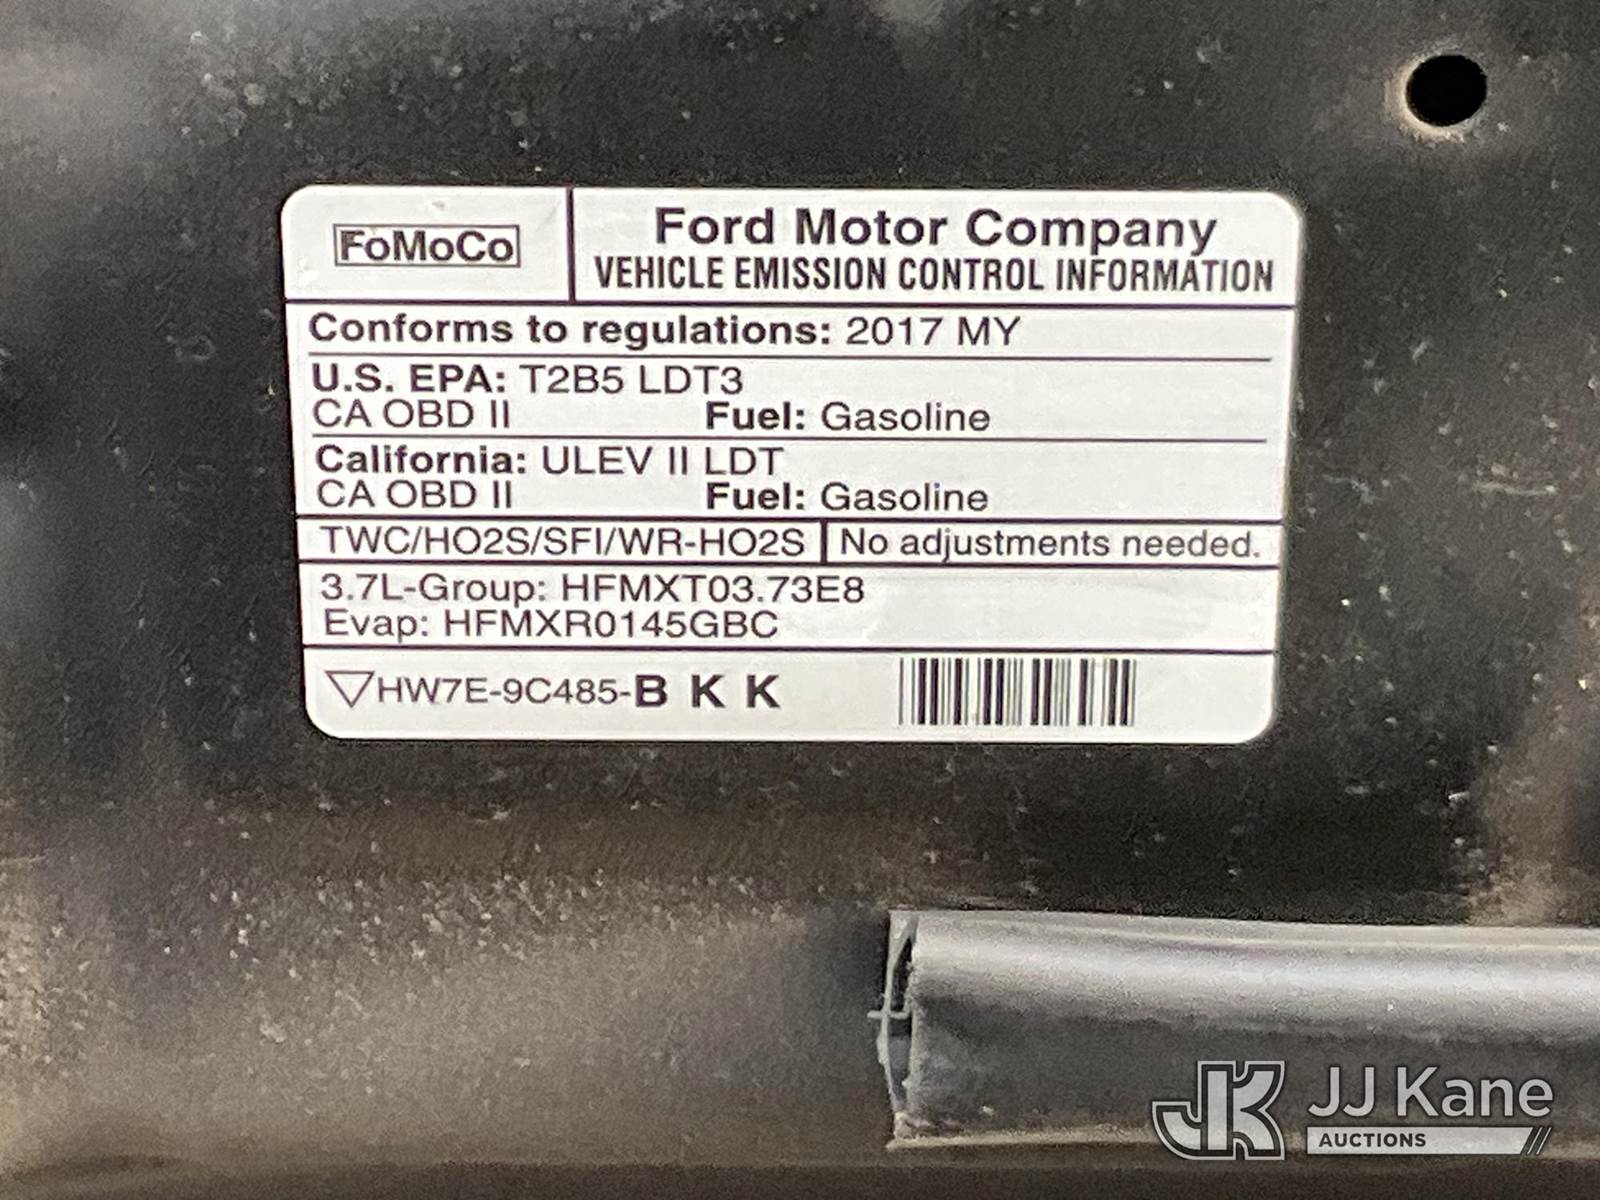 FoMoCo
Ford Motor Company
VEHICLE EMISSION CONTROL INFORMATION
Conforms to regulations: 2017 MY
U.S. EPA: T2B5 LDT3
CA OBD II Fuel: Gasoline
California: ULEV II LDT
CA OBD II Fuel: Gasoline
TWC/HO2S/SFI/WR-HO2S No adjustments needed.
3.7L-Group: HFMXT03.73E8
Evap: HFMXR0145GBC
HW7E-9C485-B K K
JK JJ Kane
AUCTIONS